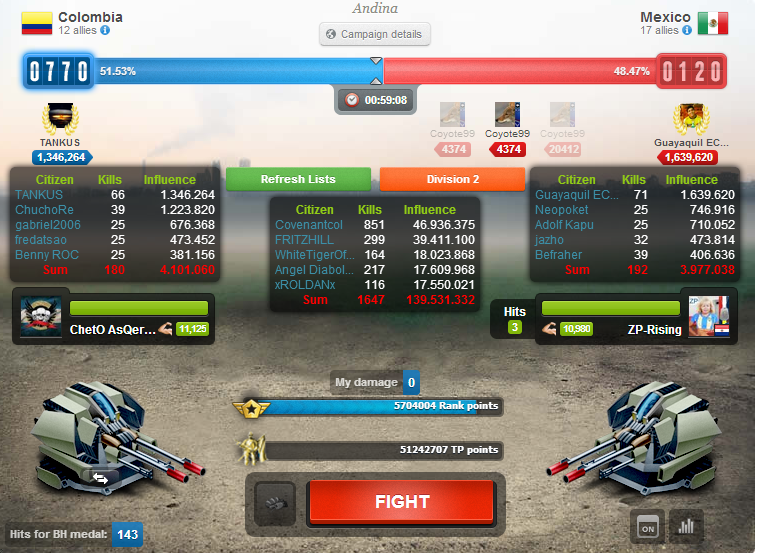 Colombia
12 allies
Andina
Campaign details
Mexico
17 allies
0770
51.53%
48.47%
0120
00:59:08
TANKUS
1,346,264
Coyote99
4374
Coyote99
4374
Coyote99
20412
Guayaquil EC...
1,639,620
Citizen Kills Influence
TANKUS 66 1.346.264
ChuchoRe 39 1.223.820
gabriel2006 25 676.368
fredatsao 25 473.452
Benny ROC 25 381.156
Sum 180 4.101.060
Refresh Lists
Division 2
Citizen Kills Influence
Covenantcol 851 46.936.375
FRITZHILL 299 39.411.100
WhiteTigerOf... 164 18.023.868
Angel Diabol... 217 17.609.968
xROLDANx 116 17.550.021
Sum 1647 139.531.332
Citizen Kills Influence
Guayaquil EC... 71 1.639.620
Neopoket 25 746.916
Adolf Kapu 25 710.052
jazho 32 473.814
Befraher 39 406.636
Sum 192 3.977.038
ChetO AsQer... 11,125
Hits
3
10,980 ZP-Rising
ZP
My damage 0
5704004 Rank points
51242707 TP points
FIGHT
Hits for BH medal: 143
ON